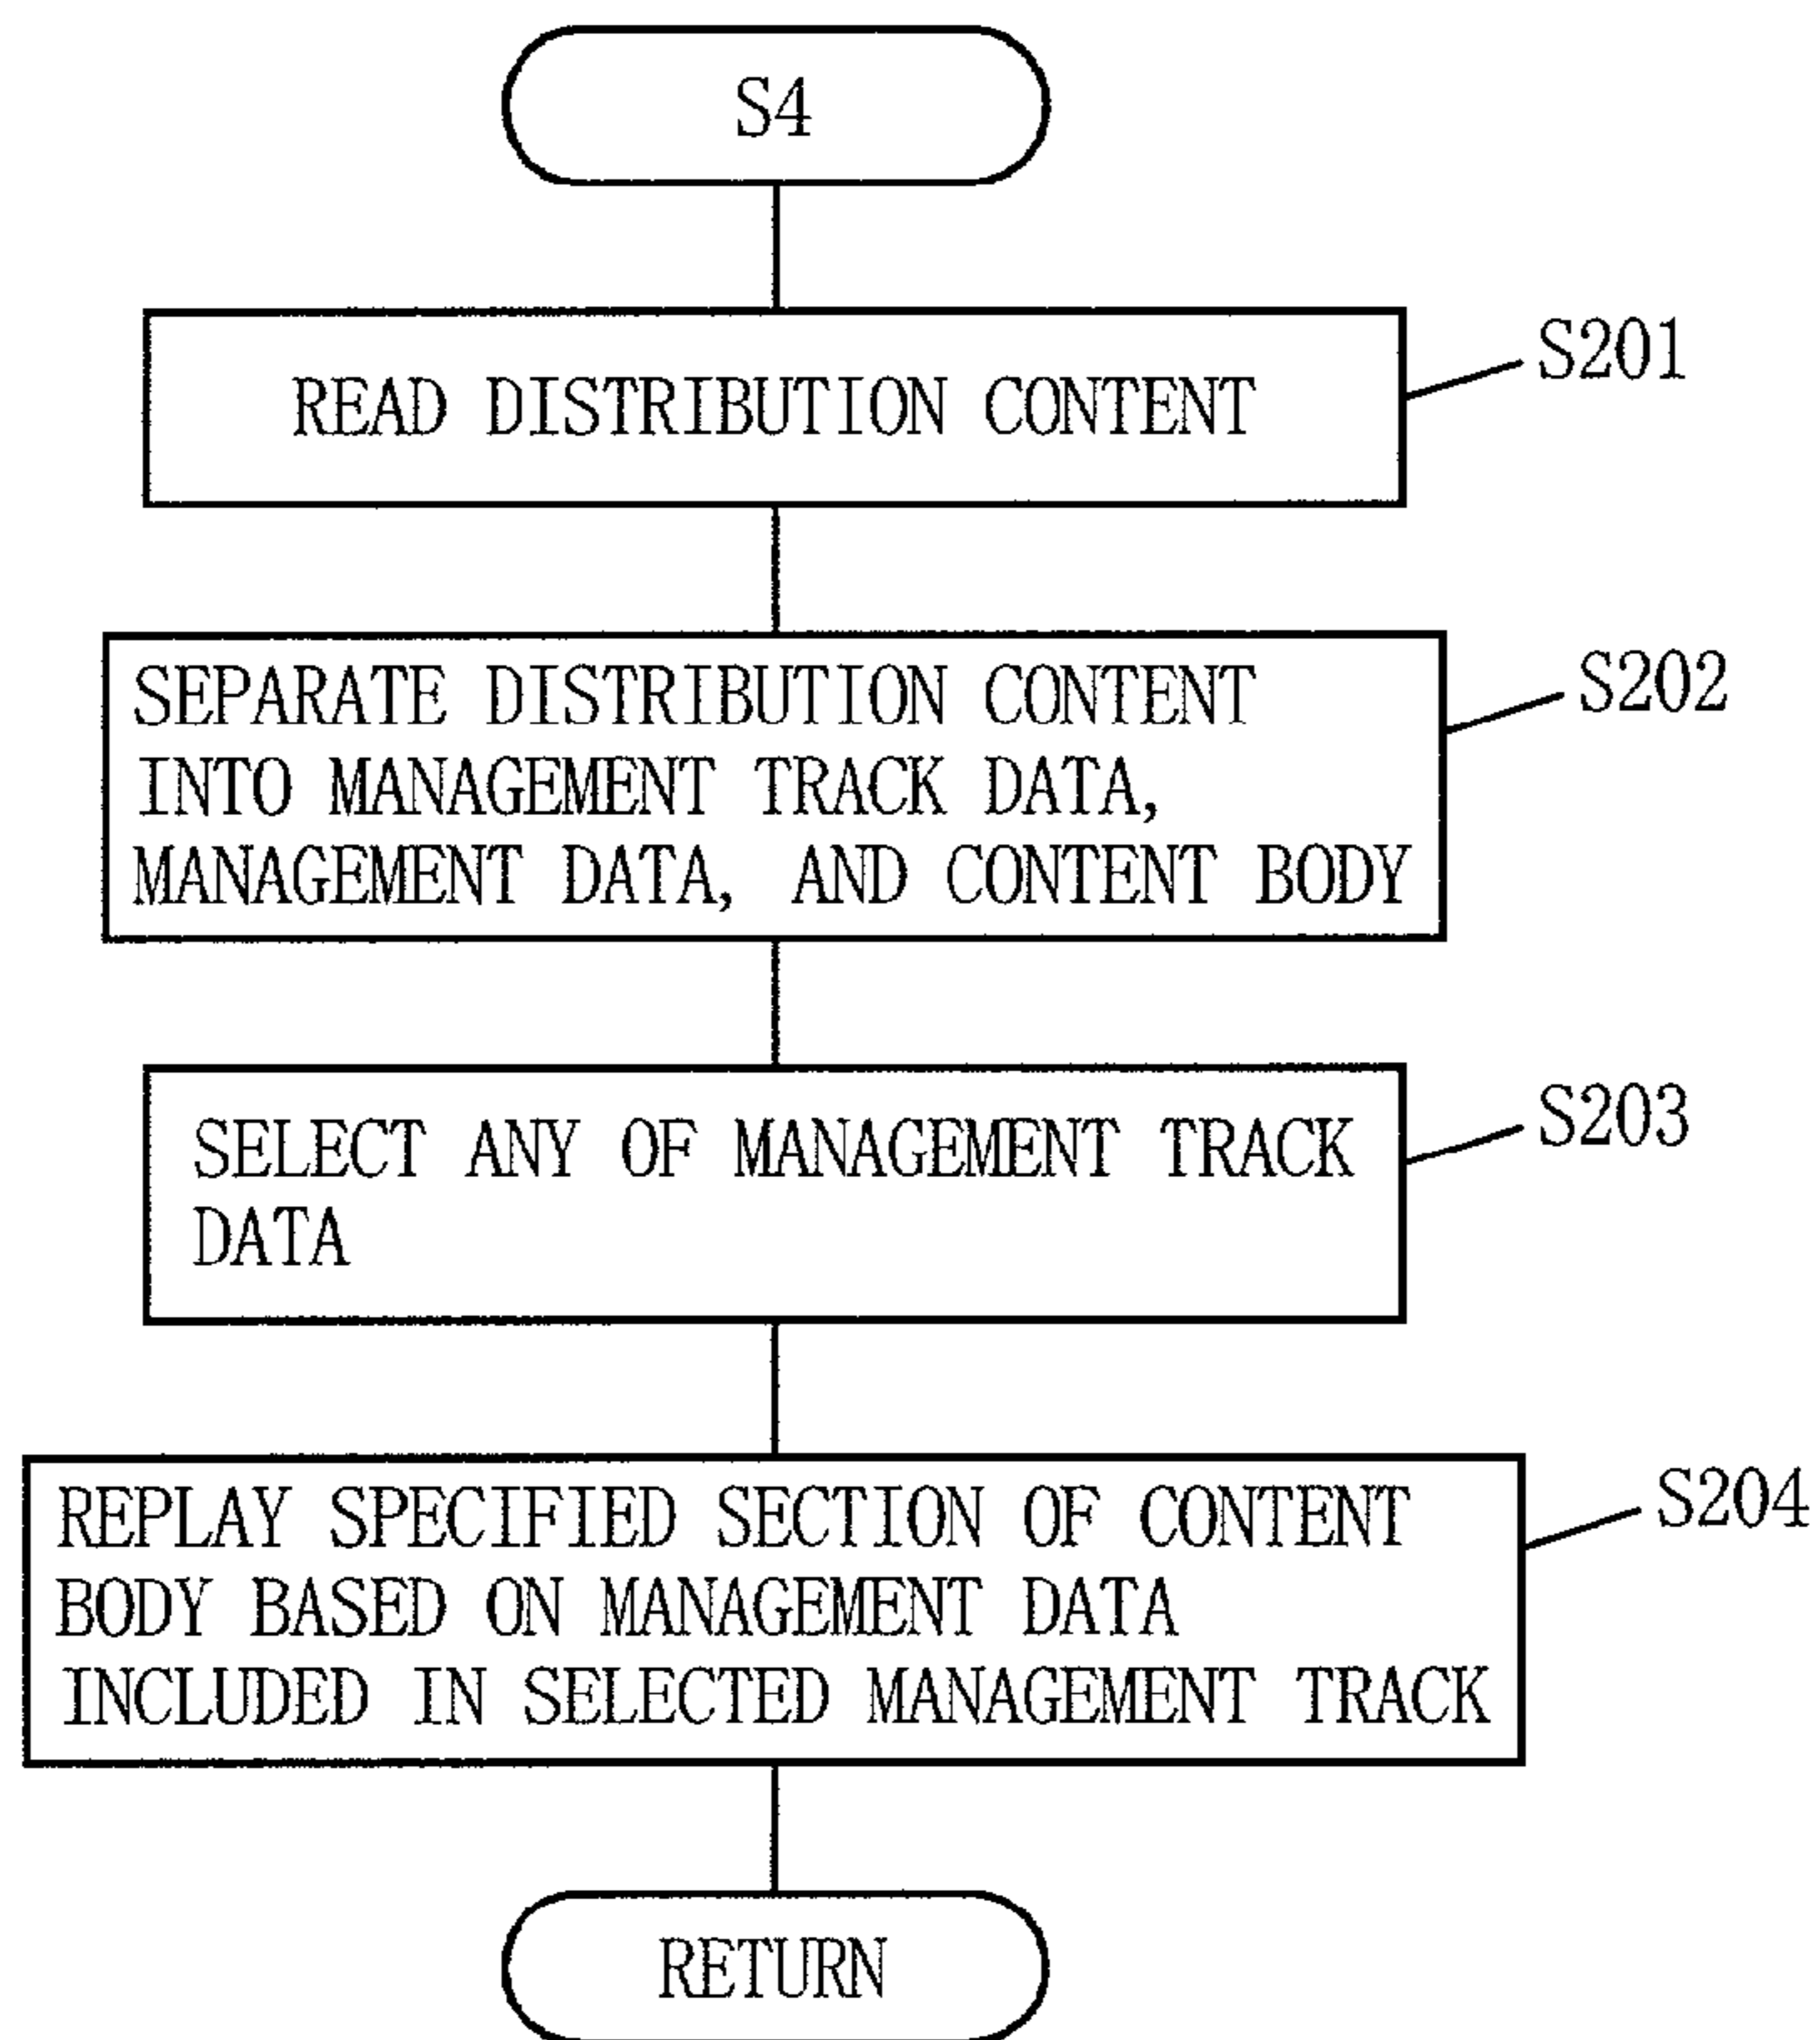 S4
READ DISTRIBUTION CONTENT
S201
SEPARATE DISTRIBUTION CONTENT
INTO MANAGEMENT TRACK DATA,
MANAGEMENT DATA, AND CONTENT BODY
S202
SELECT ANY OF MANAGEMENT TRACK
DATA
S203
REPLAY SPECIFIED SECTION OF CONTENT
BODY BASED ON MANAGEMENT DATA
INCLUDED IN SELECTED MANAGEMENT TRACK
S204
RETURN